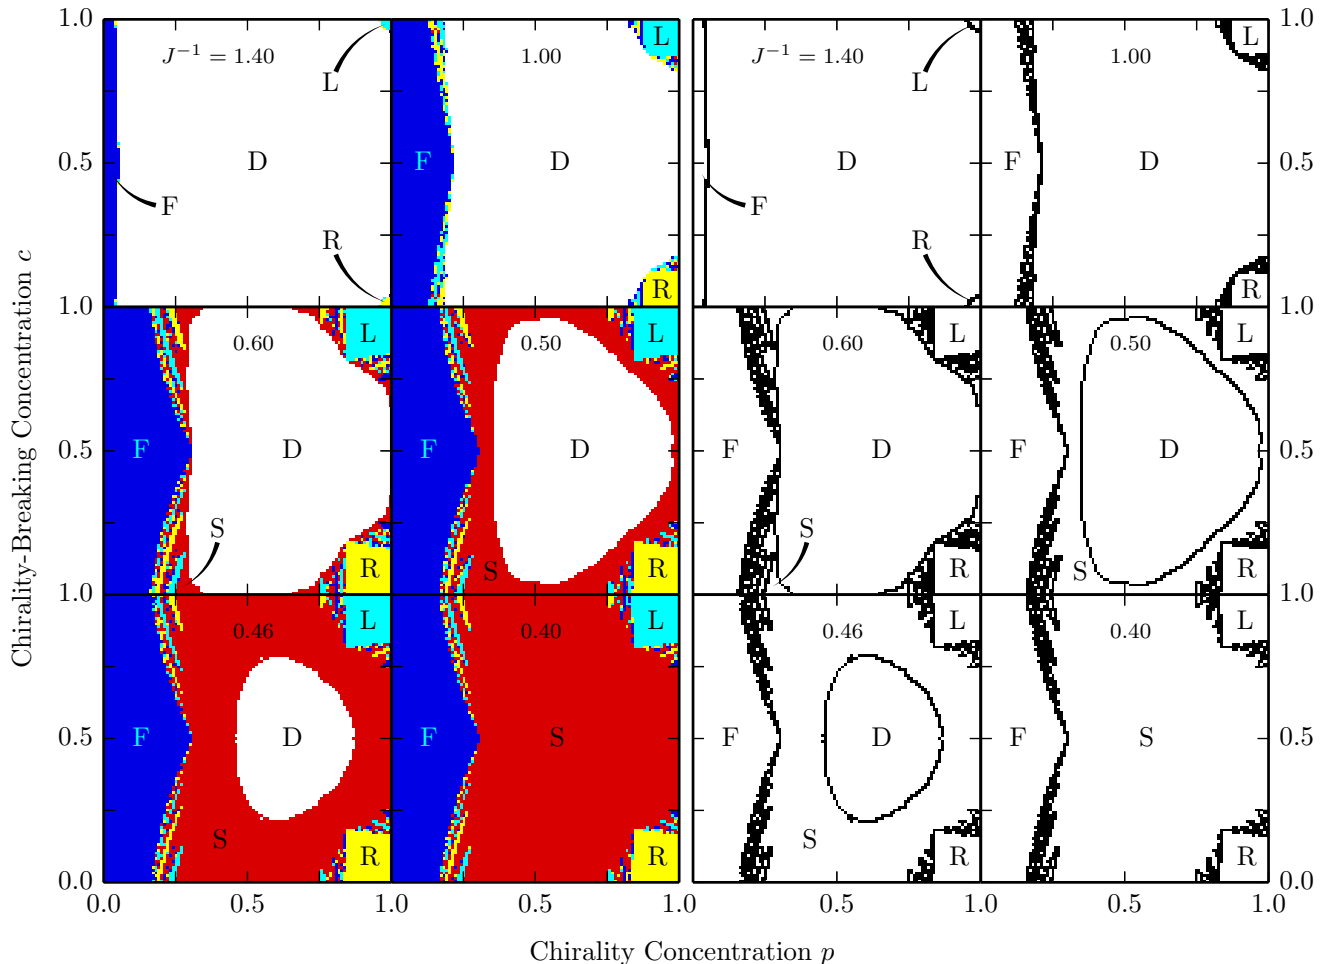 1.0 1.0
J⁻¹ = 1.40 1.00 L J⁻¹ = 1.40 1.00 L
L L
0.5 F D D 0.5 D F D 0.5
F F
R R
R R
1.0 1.0
0.60 L 0.50 L 0.60 L 0.50 L
0.5 F D F D F D F D 0.5
S S
R S R R S R
1.0 1.0
0.46 L 0.40 L 0.46 L 0.40 L
0.5 F D F S F D F S 0.5
S R R S R R
0.0 0.0
0.0 0.5 1.0 0.5 1.0 0.5 1.0 0.5 1.0
Chirality Concentration p
Chirality-Breaking Concentration c